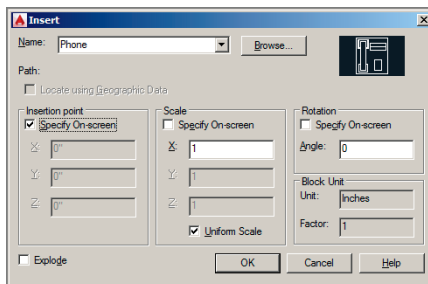 Insert
Name: Phone Browse...
Path:
Locate using Geographic Data
Insertion point Scale Rotation
Specify On-screen Specify On-screen Specify On-screen
X: 0" X: 1 Angle: 0
Y: 0" Y: 1 Block Unit
Unit: Inches
Z: 0" Z: 1
Factor: 1
Uniform Scale
Explode OK Cancel Help